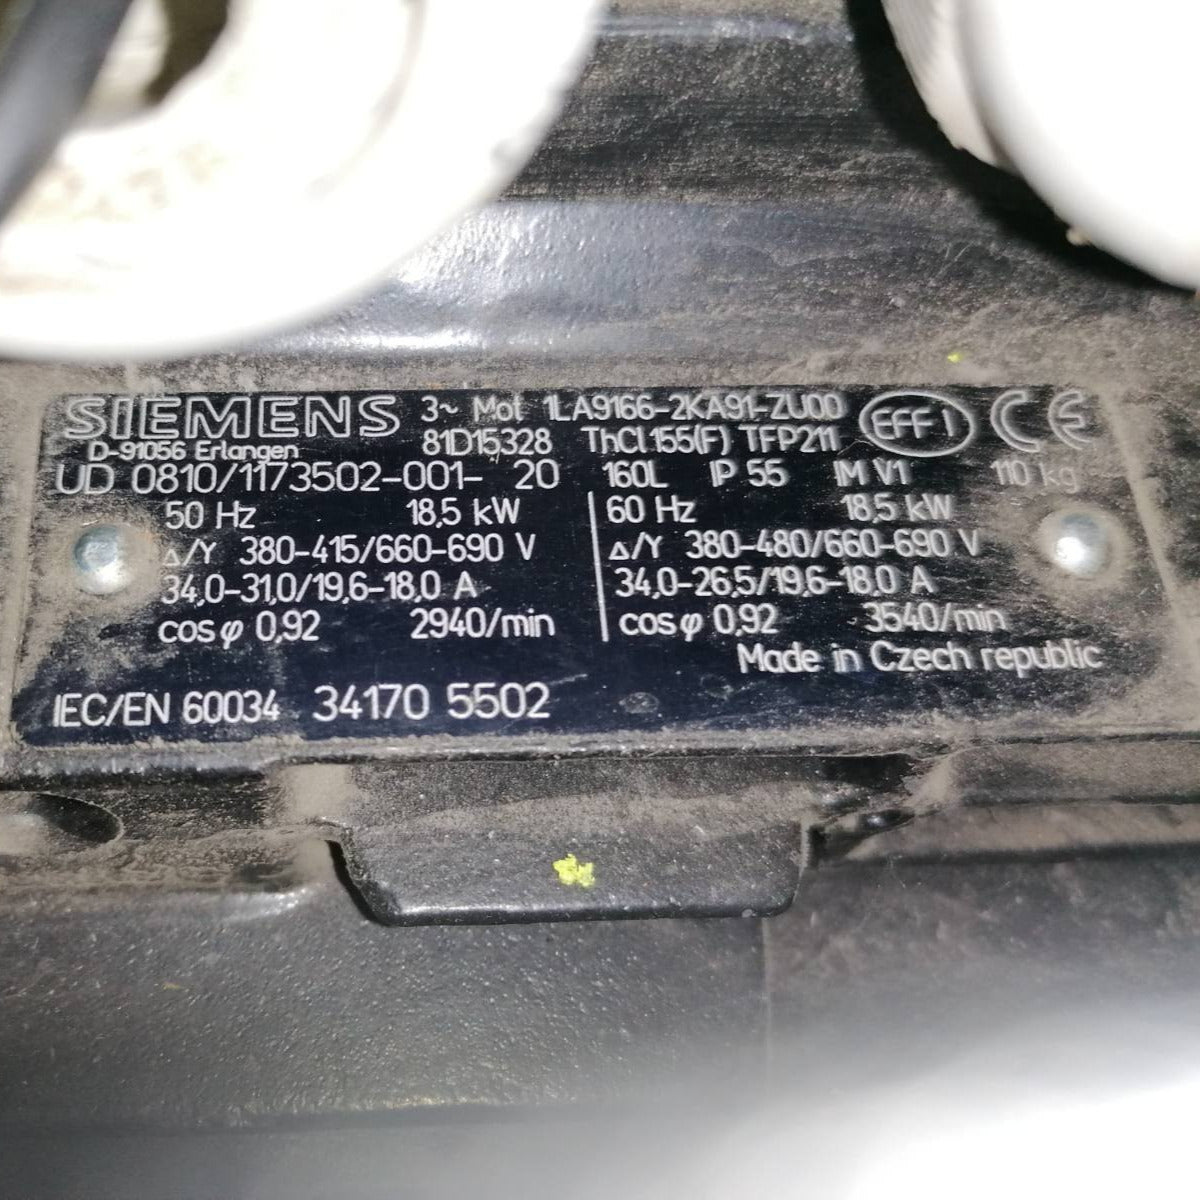 SIEMENS 3~ Mot 1LA9166-2KA91-ZU00 EFF1 CE
D-91056 Erlangen 81D15328 ThCl.155(F) TFP211
UD 0810/1173502-001- 20 160L IP 55 IM V1 110 kg
50 Hz 18,5 kW 60 Hz 18,5 kW
Δ/Y 380-415/660-690 V Δ/Y 380-480/660-690 V
34,0-31,0/19,6-18,0 A 34,0-26,5/19,6-18,0 A
cos φ 0,92 2940/min cos φ 0,92 3540/min
Made in Czech republic
IEC/EN 60034 34170 5502